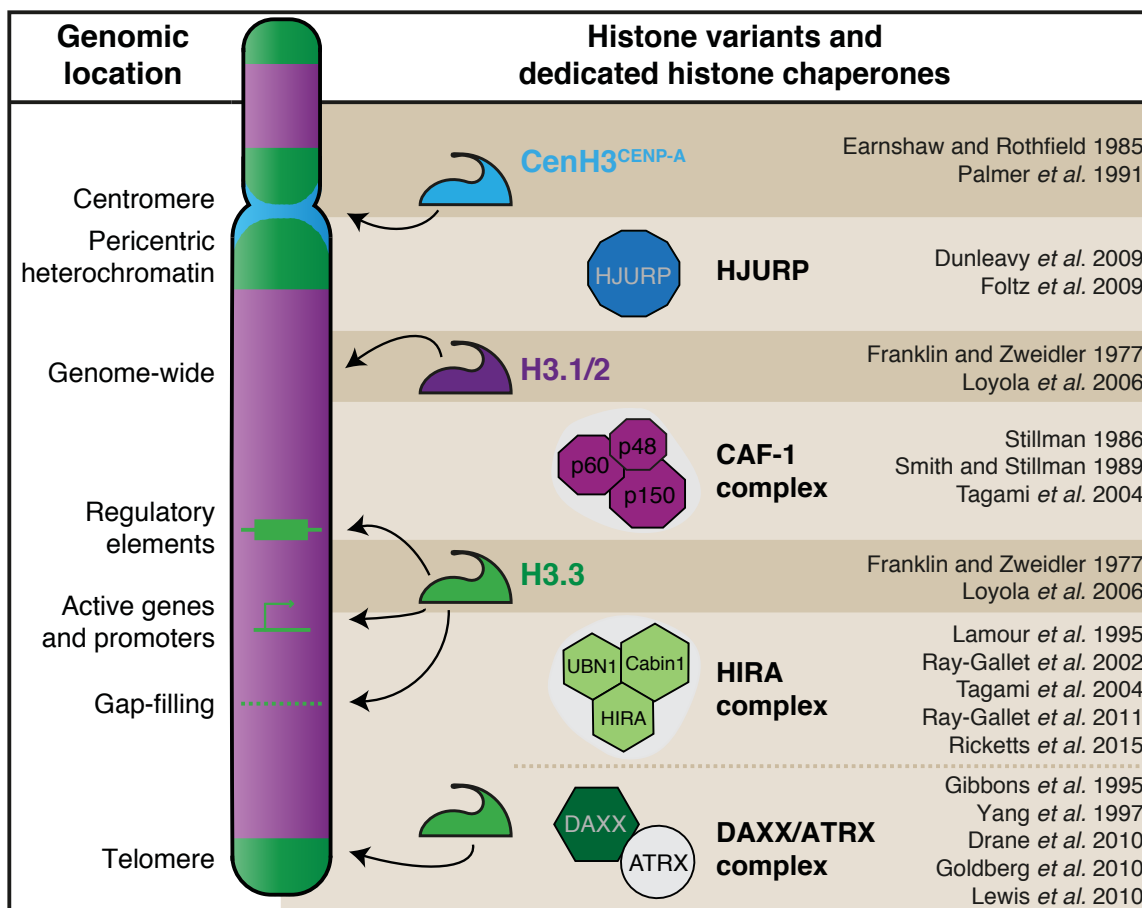 Genomic
location
Histone variants and
dedicated histone chaperones
Centromere
CenH3CENP-A
Earnshaw and Rothfield 1985
Palmer et al. 1991
Pericentric
heterochromatin
HJURP
HJURP
Dunleavy et al. 2009
Foltz et al. 2009
Genome-wide
H3.1/2
Franklin and Zweidler 1977
Loyola et al. 2006
p60
p48
p150
CAF-1
complex
Stillman 1986
Smith and Stillman 1989
Tagami et al. 2004
Regulatory
elements
H3.3
Franklin and Zweidler 1977
Loyola et al. 2006
Active genes
and promoters
Gap-filling
UBN1
Cabin1
HIRA
HIRA
complex
Lamour et al. 1995
Ray-Gallet et al. 2002
Tagami et al. 2004
Ray-Gallet et al. 2011
Ricketts et al. 2015
Telomere
DAXX
ATRX
DAXX/ATRX
complex
Gibbons et al. 1995
Yang et al. 1997
Drane et al. 2010
Goldberg et al. 2010
Lewis et al. 2010